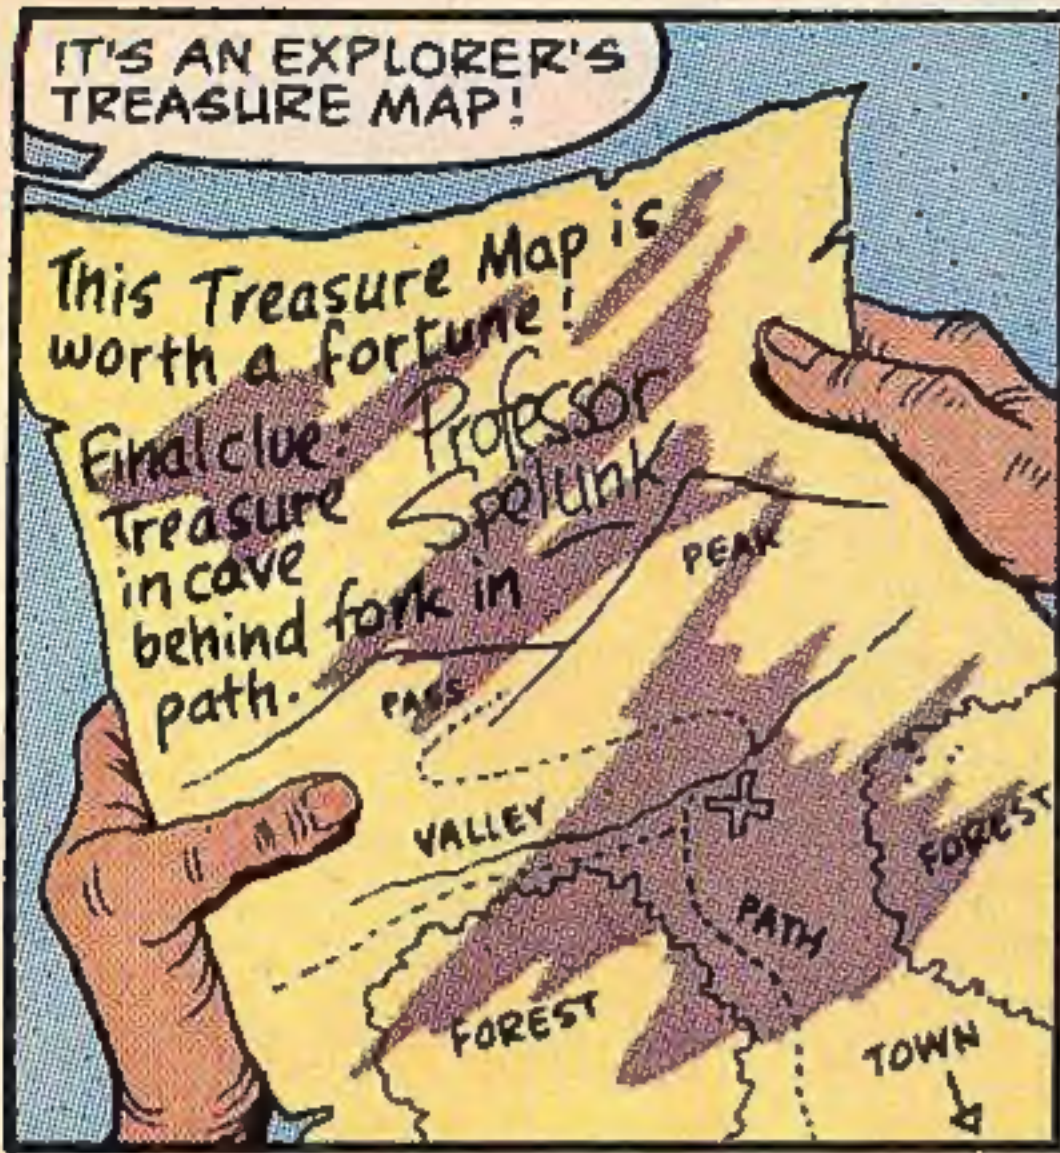 IT'S AN EXPLORER'S
TREASURE MAP!
This Treasure Map is
worth a fortune!
Final clue:
Treasure
in cave
behind fork in
path.
Professor
Spelunk
PEAK
PASS
VALLEY
FOREST
PATH
FOREST
TOWN